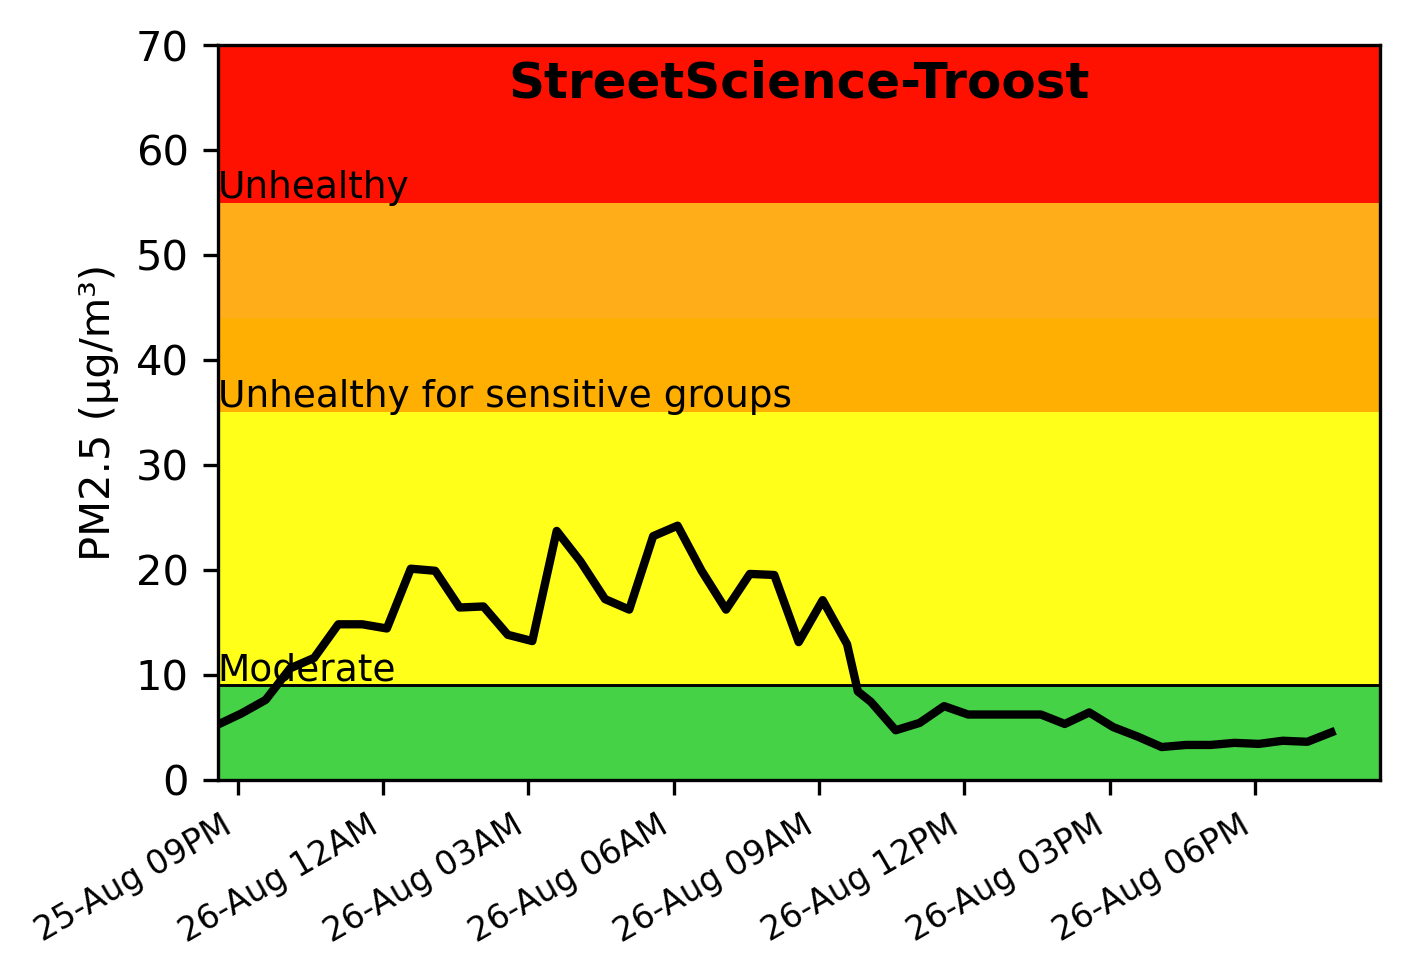 StreetScience-Troost
PM2.5 (µg/m³)
70
60
50
40
30
20
10
0
Unhealthy
Unhealthy for sensitive groups
Moderate
25-Aug 09PM
26-Aug 12AM
26-Aug 03AM
26-Aug 06AM
26-Aug 09AM
26-Aug 12PM
26-Aug 03PM
26-Aug 06PM